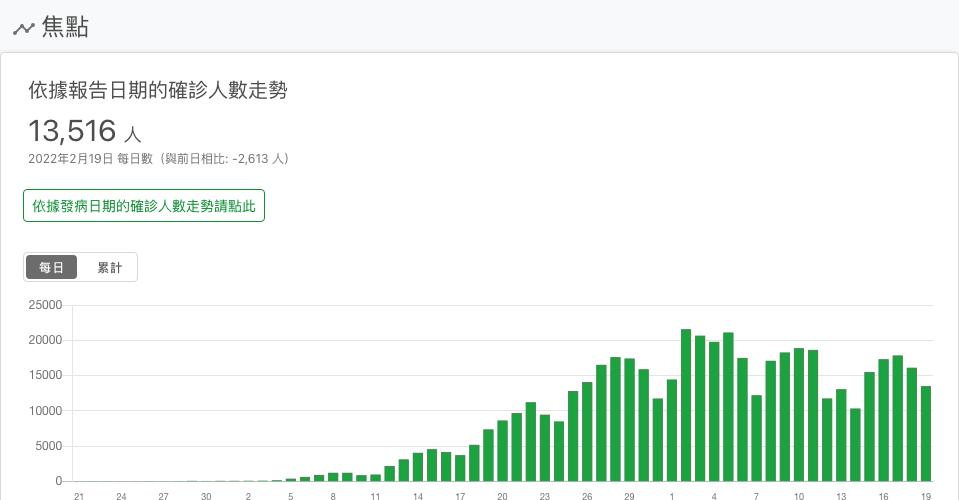 焦點
依據報告日期的確診人數走勢
13,516 人
2022年2月19日 每日數（與前日相比: -2,613 人）
依據發病日期的確診人數走勢請點此
每日 累計
25000
20000
15000
10000
5000
0
21 24 27 30 2 5 8 11 14 17 20 23 26 29 1 4 7 10 13 16 19